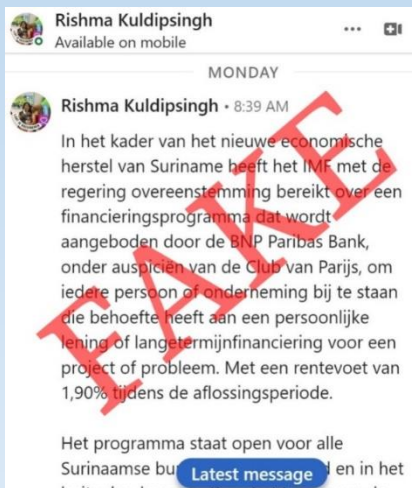 Rishma Kuldipsingh
Available on mobile
MONDAY
Rishma Kuldipsingh • 8:39 AM
In het kader van het nieuwe economische
herstel van Suriname heeft het IMF met de
regering overeenstemming bereikt over een
financieringsprogramma dat wordt
aangeboden door de BNP Paribas Bank,
onder auspiciën van de Club van Parijs, om
iedere persoon of onderneming bij te staan
die behoefte heeft aan een persoonlijke
lening of langetermijnfinanciering voor een
project of probleem. Met een rentevoet van
1,90% tijdens de aflossingsperiode.
FAKE
Het programma staat open voor alle
Surinaamse en in het
Latest message